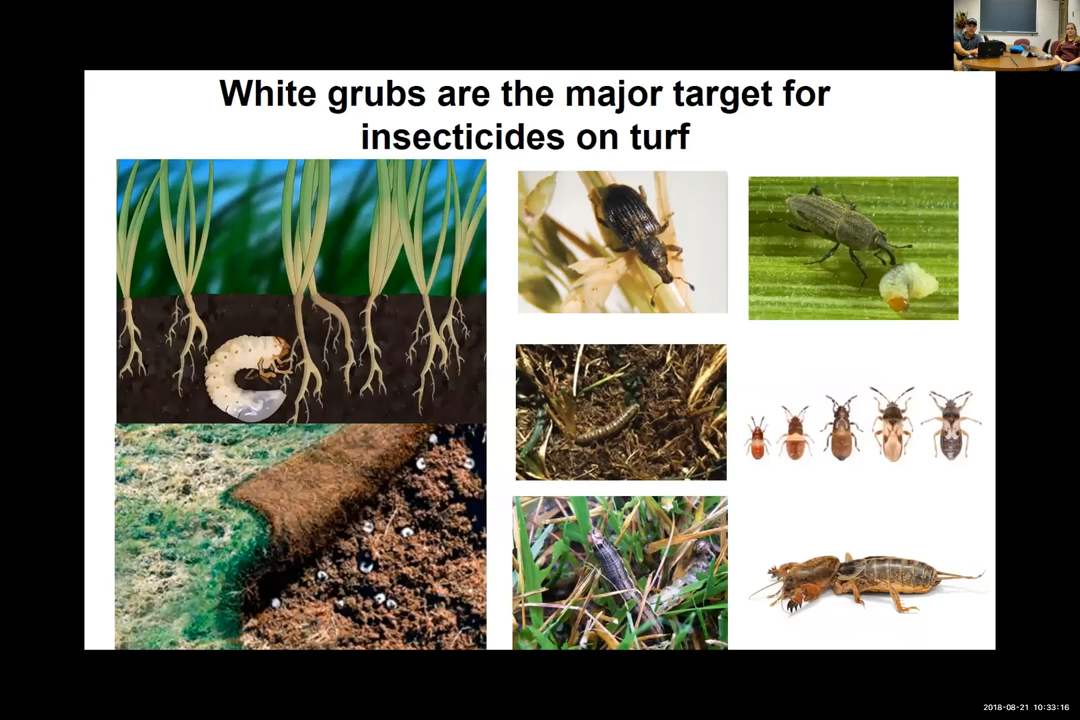 White grubs are the major target for
insecticides on turf
2018-08-21 10:33:16